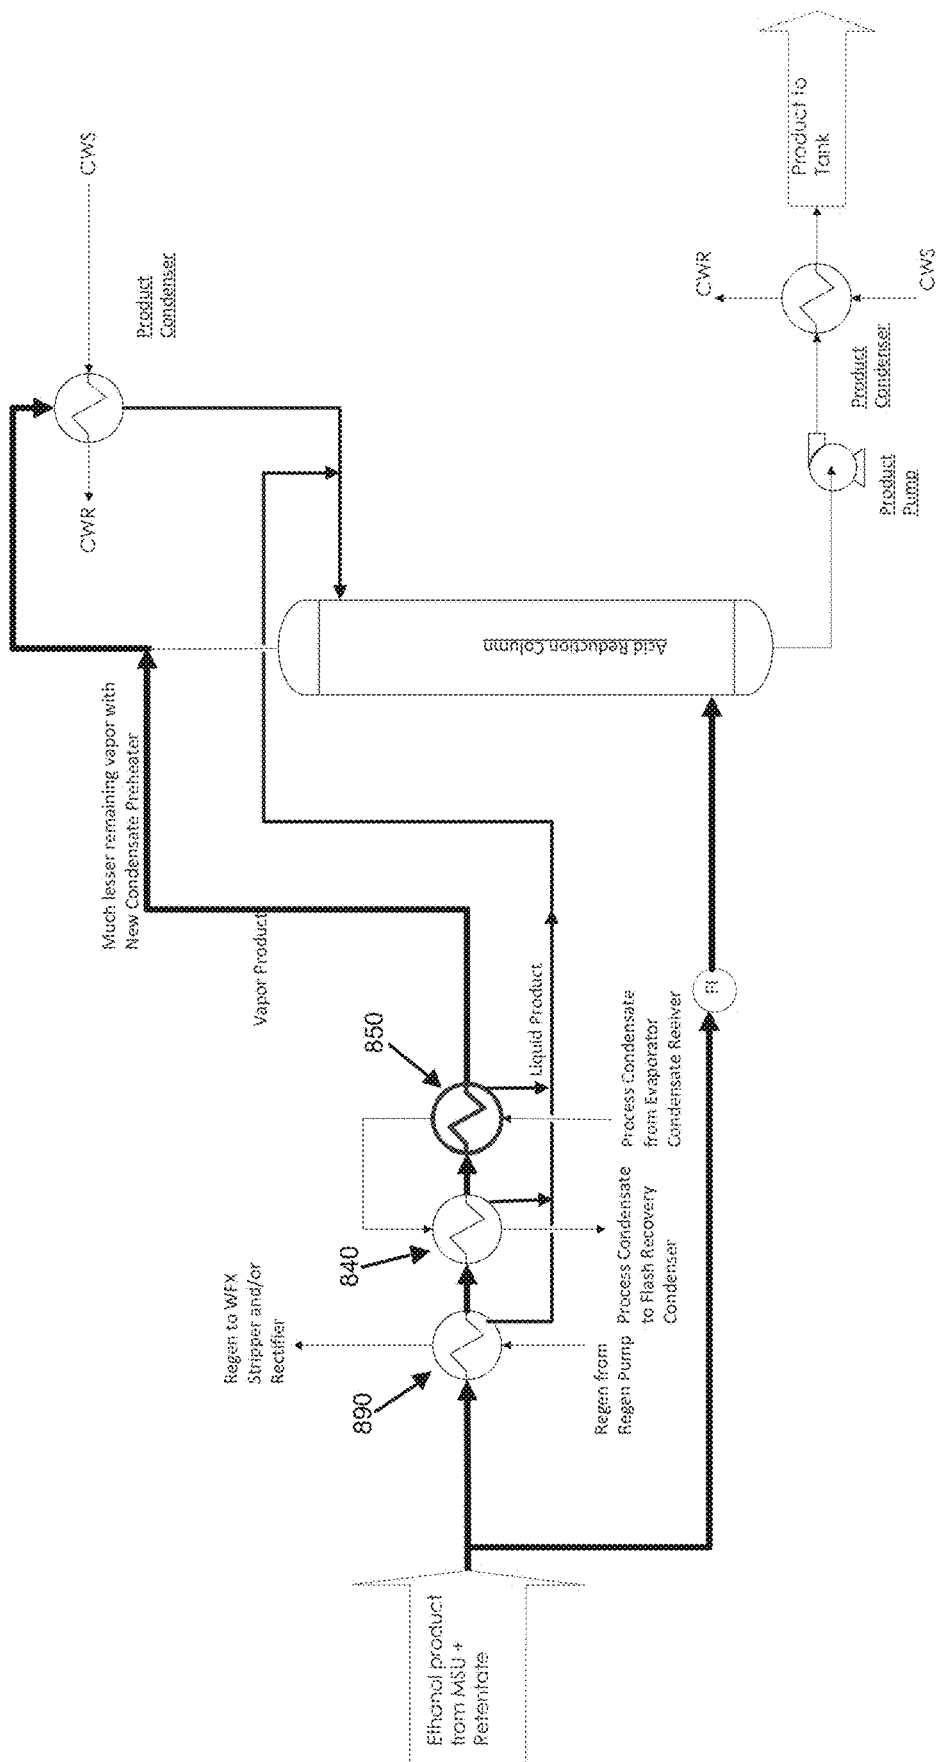 Ethanol product
from MSU +
Retentate
890
840
850
Regen to WFX
Stripper and/or
Rectifier
Regen from
Regen Pump
Process Condensate
to Flash Recovery
Condenser
Process Condensate
from Evaporator
Condensate Reeiver
Liquid Product
Vapor Product
Much lesser remaining vapor with
New Condensate Preheater
FI
Acid Reduction Column
CWR
CWS
Product
Condenser
Product
Pump
Product
Condenser
CWR
CWS
Product to
Tank